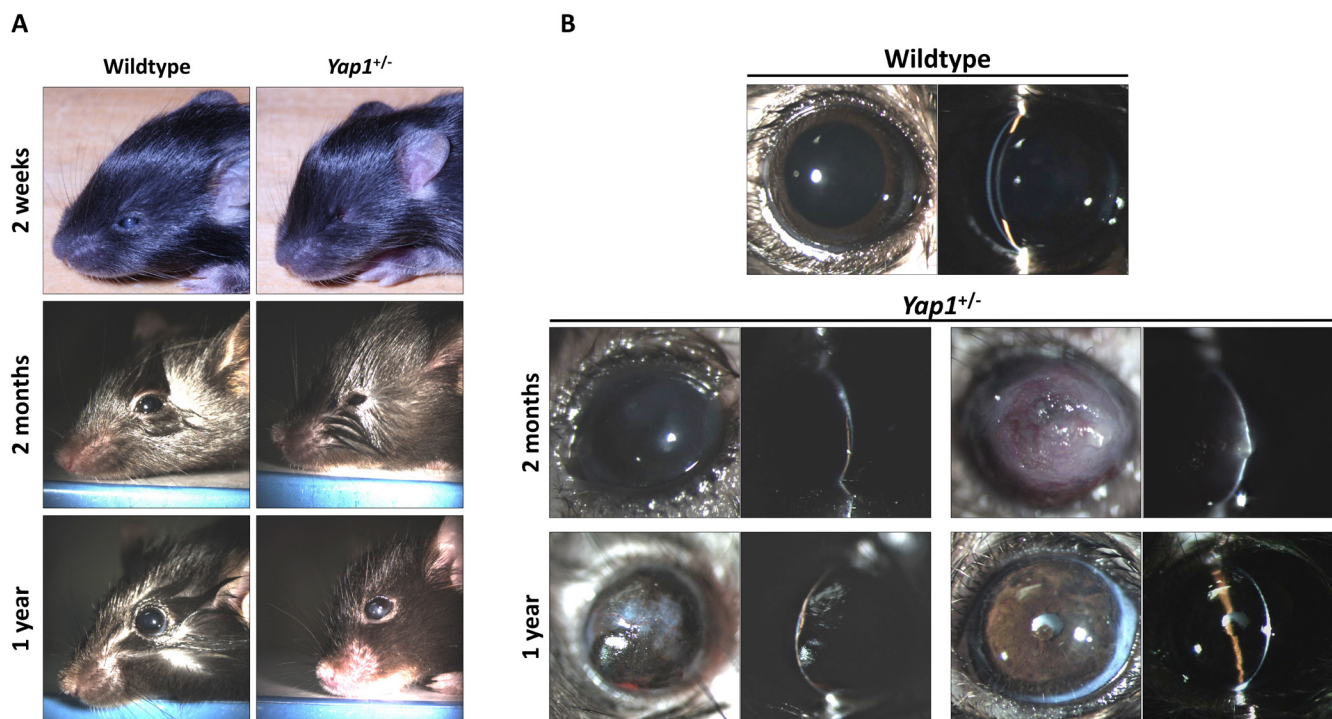 A
B
Wildtype
Yap1+/-
2 weeks
2 months
1 year
Wildtype
Yap1+/-
2 months
1 year